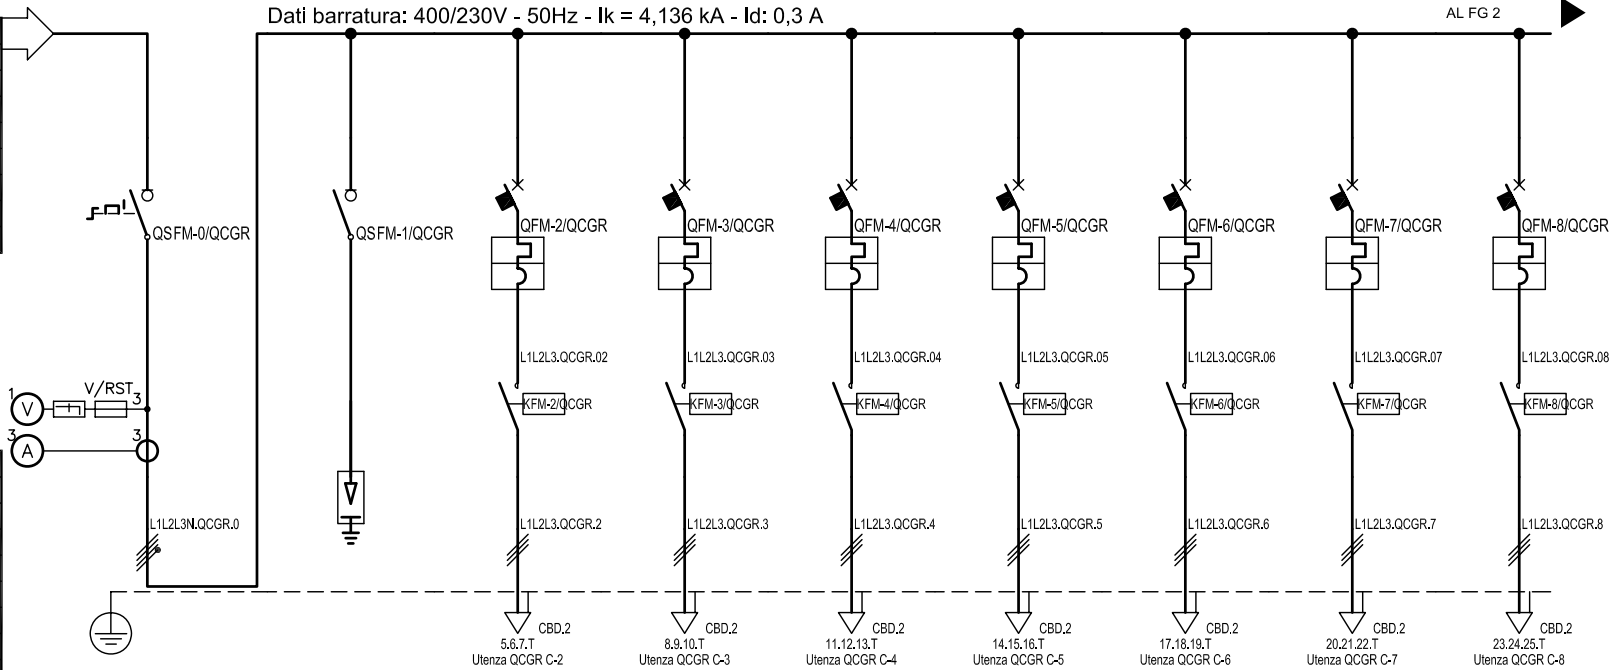 Dati barratura: 400/230V - 50Hz - Ik = 4,136 kA - Id: 0,3 A
AL FG 2
QSFM-0/QCGR
QSFM-1/QCGR
QFM-2/QCGR
QFM-3/QCGR
QFM-4/QCGR
QFM-5/QCGR
QFM-6/QCGR
QFM-7/QCGR
QFM-8/QCGR
L1L2L3.QCGR.02
L1L2L3.QCGR.03
L1L2L3.QCGR.04
L1L2L3.QCGR.05
L1L2L3.QCGR.06
L1L2L3.QCGR.07
L1L2L3.QCGR.08
1
V
V/RST
3
KFM-2/QCGR
KFM-3/QCGR
KFM-4/QCGR
KFM-5/QCGR
KFM-6/QCGR
KFM-7/QCGR
KFM-8/QCGR
3
A
3
L1L2L3N.QCGR.0
L1L2L3.QCGR.2
L1L2L3.QCGR.3
L1L2L3.QCGR.4
L1L2L3.QCGR.5
L1L2L3.QCGR.6
L1L2L3.QCGR.7
L1L2L3.QCGR.8
CBD.2
CBD.2
CBD.2
CBD.2
CBD.2
CBD.2
CBD.2
5.6.7.T
8.9.10.T
11.12.13.T
14.15.16.T
17.18.19.T
20.21.22.T
23.24.25.T
Utenza QCGR C-2
Utenza QCGR C-3
Utenza QCGR C-4
Utenza QCGR C-5
Utenza QCGR C-6
Utenza QCGR C-7
Utenza QCGR C-8